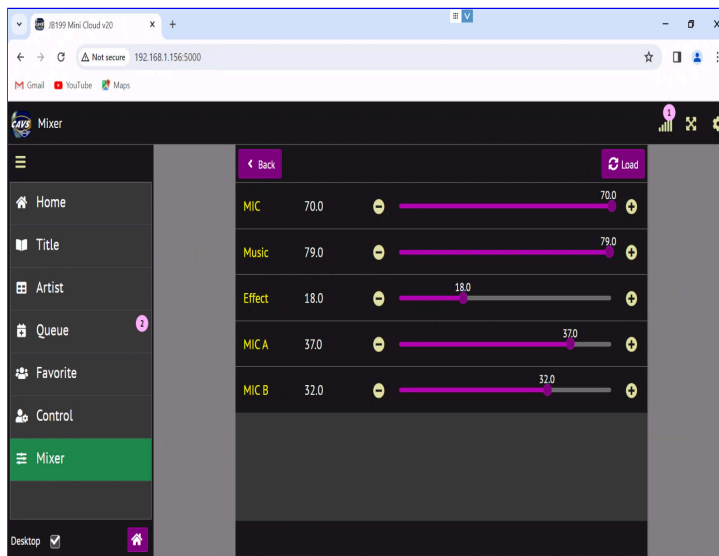 JB199 Mini Cloud v20
Not secure 192.168.1.156:5000
Gmail YouTube Maps
CAVS Mixer
1
Back Load
Home
Title
Artist
Queue 2
Favorite
Control
Mixer
MIC 70.0 70.0
Music 79.0 79.0
Effect 18.0 18.0
MIC A 37.0 37.0
MIC B 32.0 32.0
Desktop